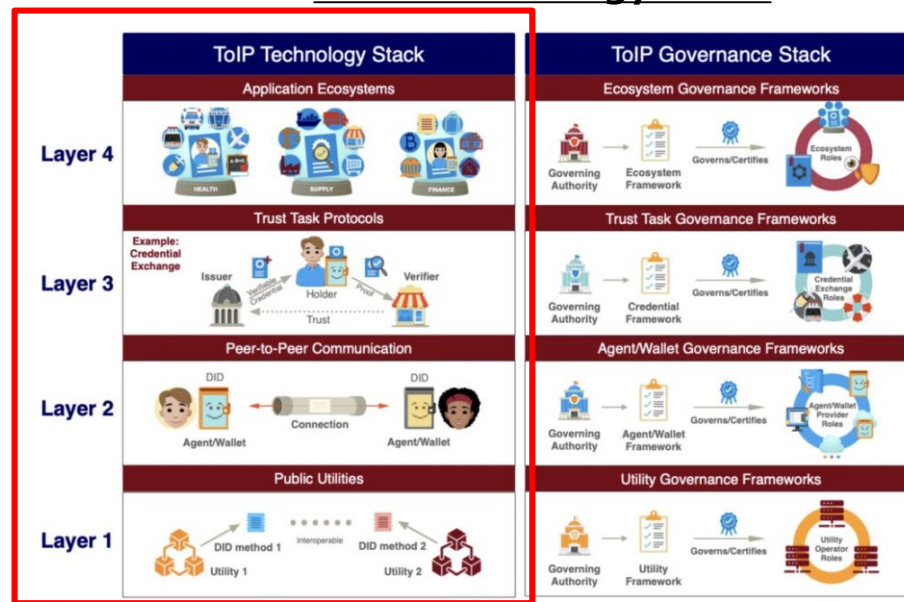 ToIP Technology Stack
ToIP Governance Stack
Application Ecosystems
Ecosystem Governance Frameworks
Layer 4
HEALTH
SUPPLY
FINANCE
Governing
Authority
Ecosystem
Framework
Governs/Certifies
Ecosystem
Roles
Trust Task Protocols
Trust Task Governance Frameworks
Layer 3
Example:
Credential
Exchange
Issuer
Verifiable
Credential
Holder
Proof
Verifier
Trust
Governing
Authority
Credential
Framework
Governs/Certifies
Credential
Exchange
Roles
Peer-to-Peer Communication
Agent/Wallet Governance Frameworks
Layer 2
DID
DID
Connection
Agent/Wallet
Agent/Wallet
Governing
Authority
Agent/Wallet
Framework
Governs/Certifies
Agent/Wallet
Provider
Roles
Public Utilities
Utility Governance Frameworks
Layer 1
DID method 1
Interoperable
DID method 2
Utility 1
Utility 2
Governing
Authority
Utility
Framework
Governs/Certifies
Utility
Operator
Roles